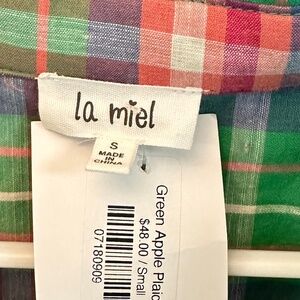 la miel
S
MADE
IN
CHINA
Green Apple Plaid
$48.00 / Small
07180909